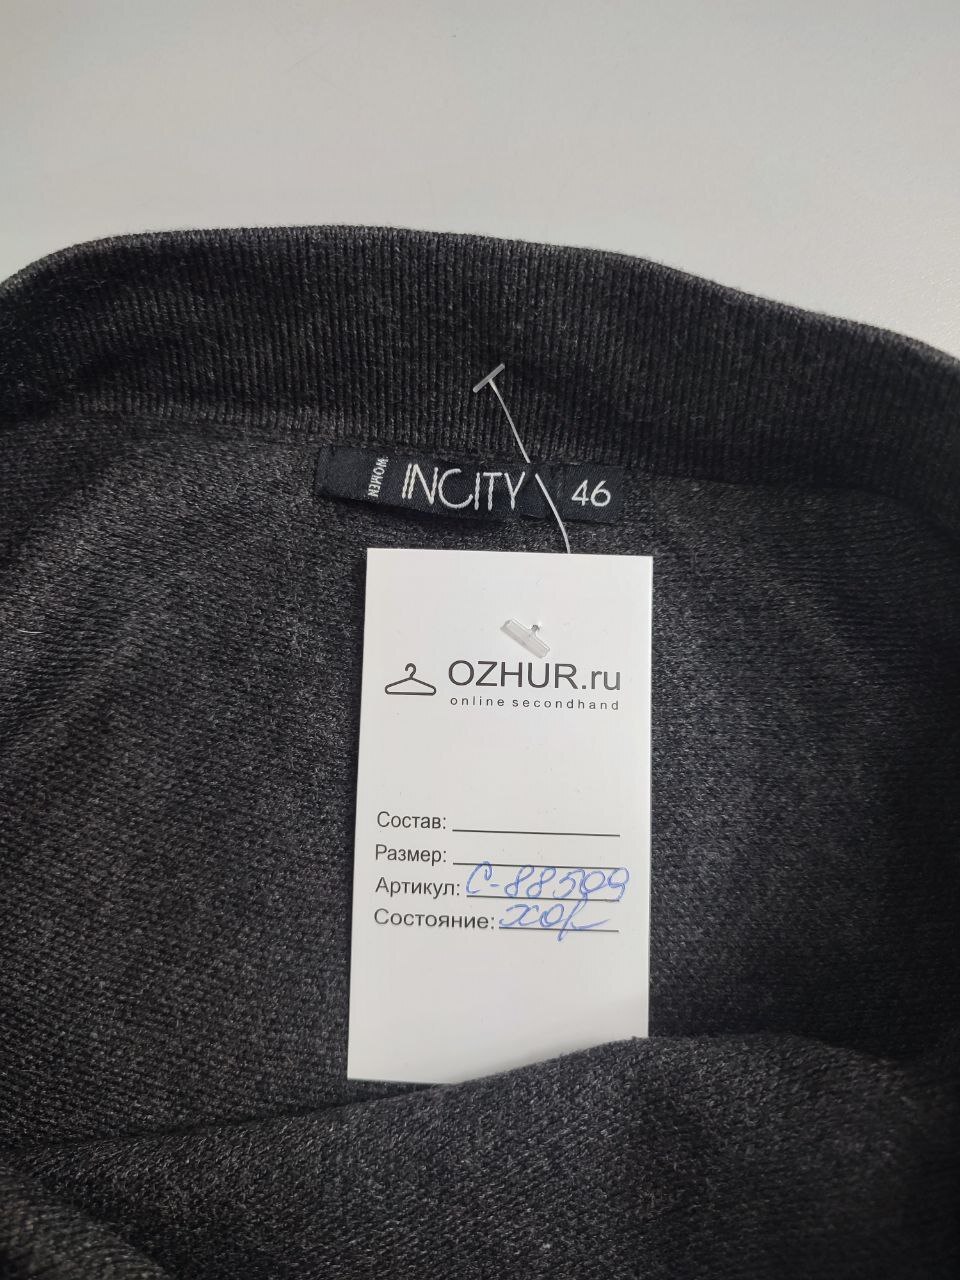 WOMEN INCITY 46
OZHUR.ru
online secondhand
Состав:
Размер:
Артикул: С-88509
Состояние: хор